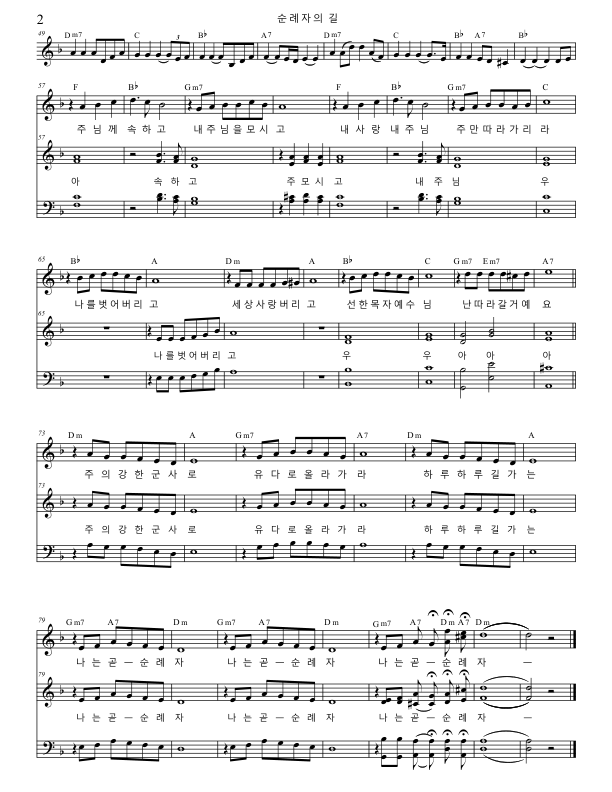 2
순례자의 길
49 Dm7 C Gm7 3 B♭ A7 Dm7 C B♭ A7 B♭
57 F B♭ Gm7 A F B♭ Gm7 C
주 님 께 속 하 고 내 주 님 을 모 시 고 내 사 랑 내 주 님 주 만 따 라 가 리 라
57
아 속 하 고 주 모 시 고 내 주 님 우
65 B♭ A Dm A B♭ C Gm7 Em7 A
나 를 벗 어 버 리 고 세 상 사 랑 버 리 고 선 한 목 자 예 수 님 난 따 라 갈 거 예 요
65
나 를 벗 어 버 리 고 우 우 아 아 아
73 Dm A Gm7 A7 Dm A
주 의 강 한 군 사 로 유 다 로 올 라 가 라 하 루 하 루 길 가 는
73
주 의 강 한 군 사 로 유 다 로 올 라 가 라 하 루 하 루 길 가 는
79 Gm7 A7 Dm Gm7 A7 Dm Gm7 A7 Dm A7 Dm
나 는 곧 – 순 례 자 나 는 곧 – 순 례 자 나 는 곧 – 순 례 자 –
79
나 는 곧 – 순 례 자 나 는 곧 – 순 례 자 나 는 곧 – 순 례 자 –